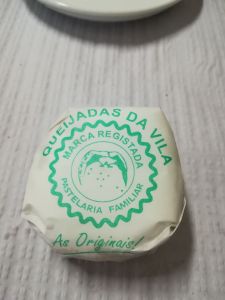 QUEIJADAS DA VILA
MARCA REGISTADA
PASTELARIA FAMILIAR
As Originais!